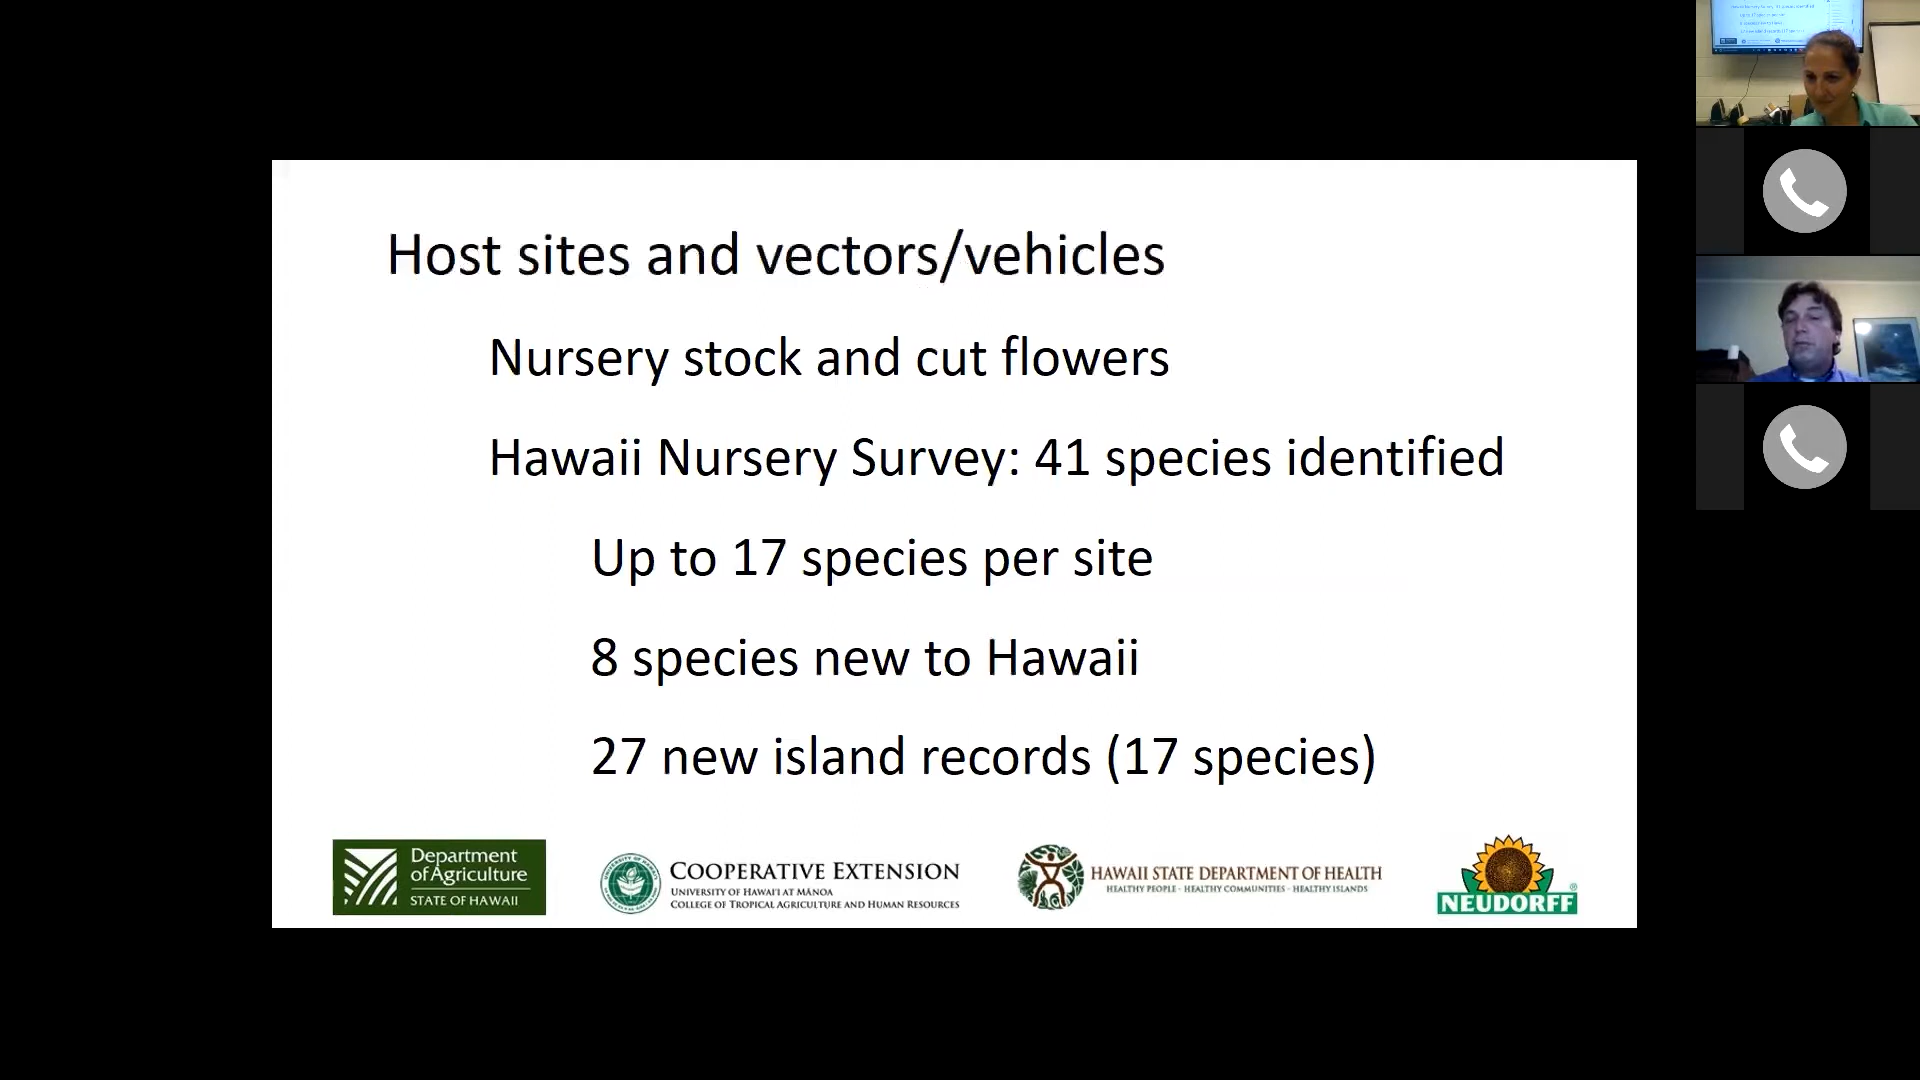 Host sites and vectors/vehicles
Nursery stock and cut flowers
Hawaii Nursery Survey: 41 species identified
Up to 17 species per site
8 species new to Hawaii
27 new island records (17 species)
Department
of Agriculture
STATE OF HAWAII
COOPERATIVE EXTENSION
UNIVERSITY OF HAWAI‘I AT MĀNOA
COLLEGE OF TROPICAL AGRICULTURE AND HUMAN RESOURCES
HAWAII STATE DEPARTMENT OF HEALTH
HEALTHY PEOPLE - HEALTHY COMMUNITIES - HEALTHY ISLANDS
NEUDORFF®